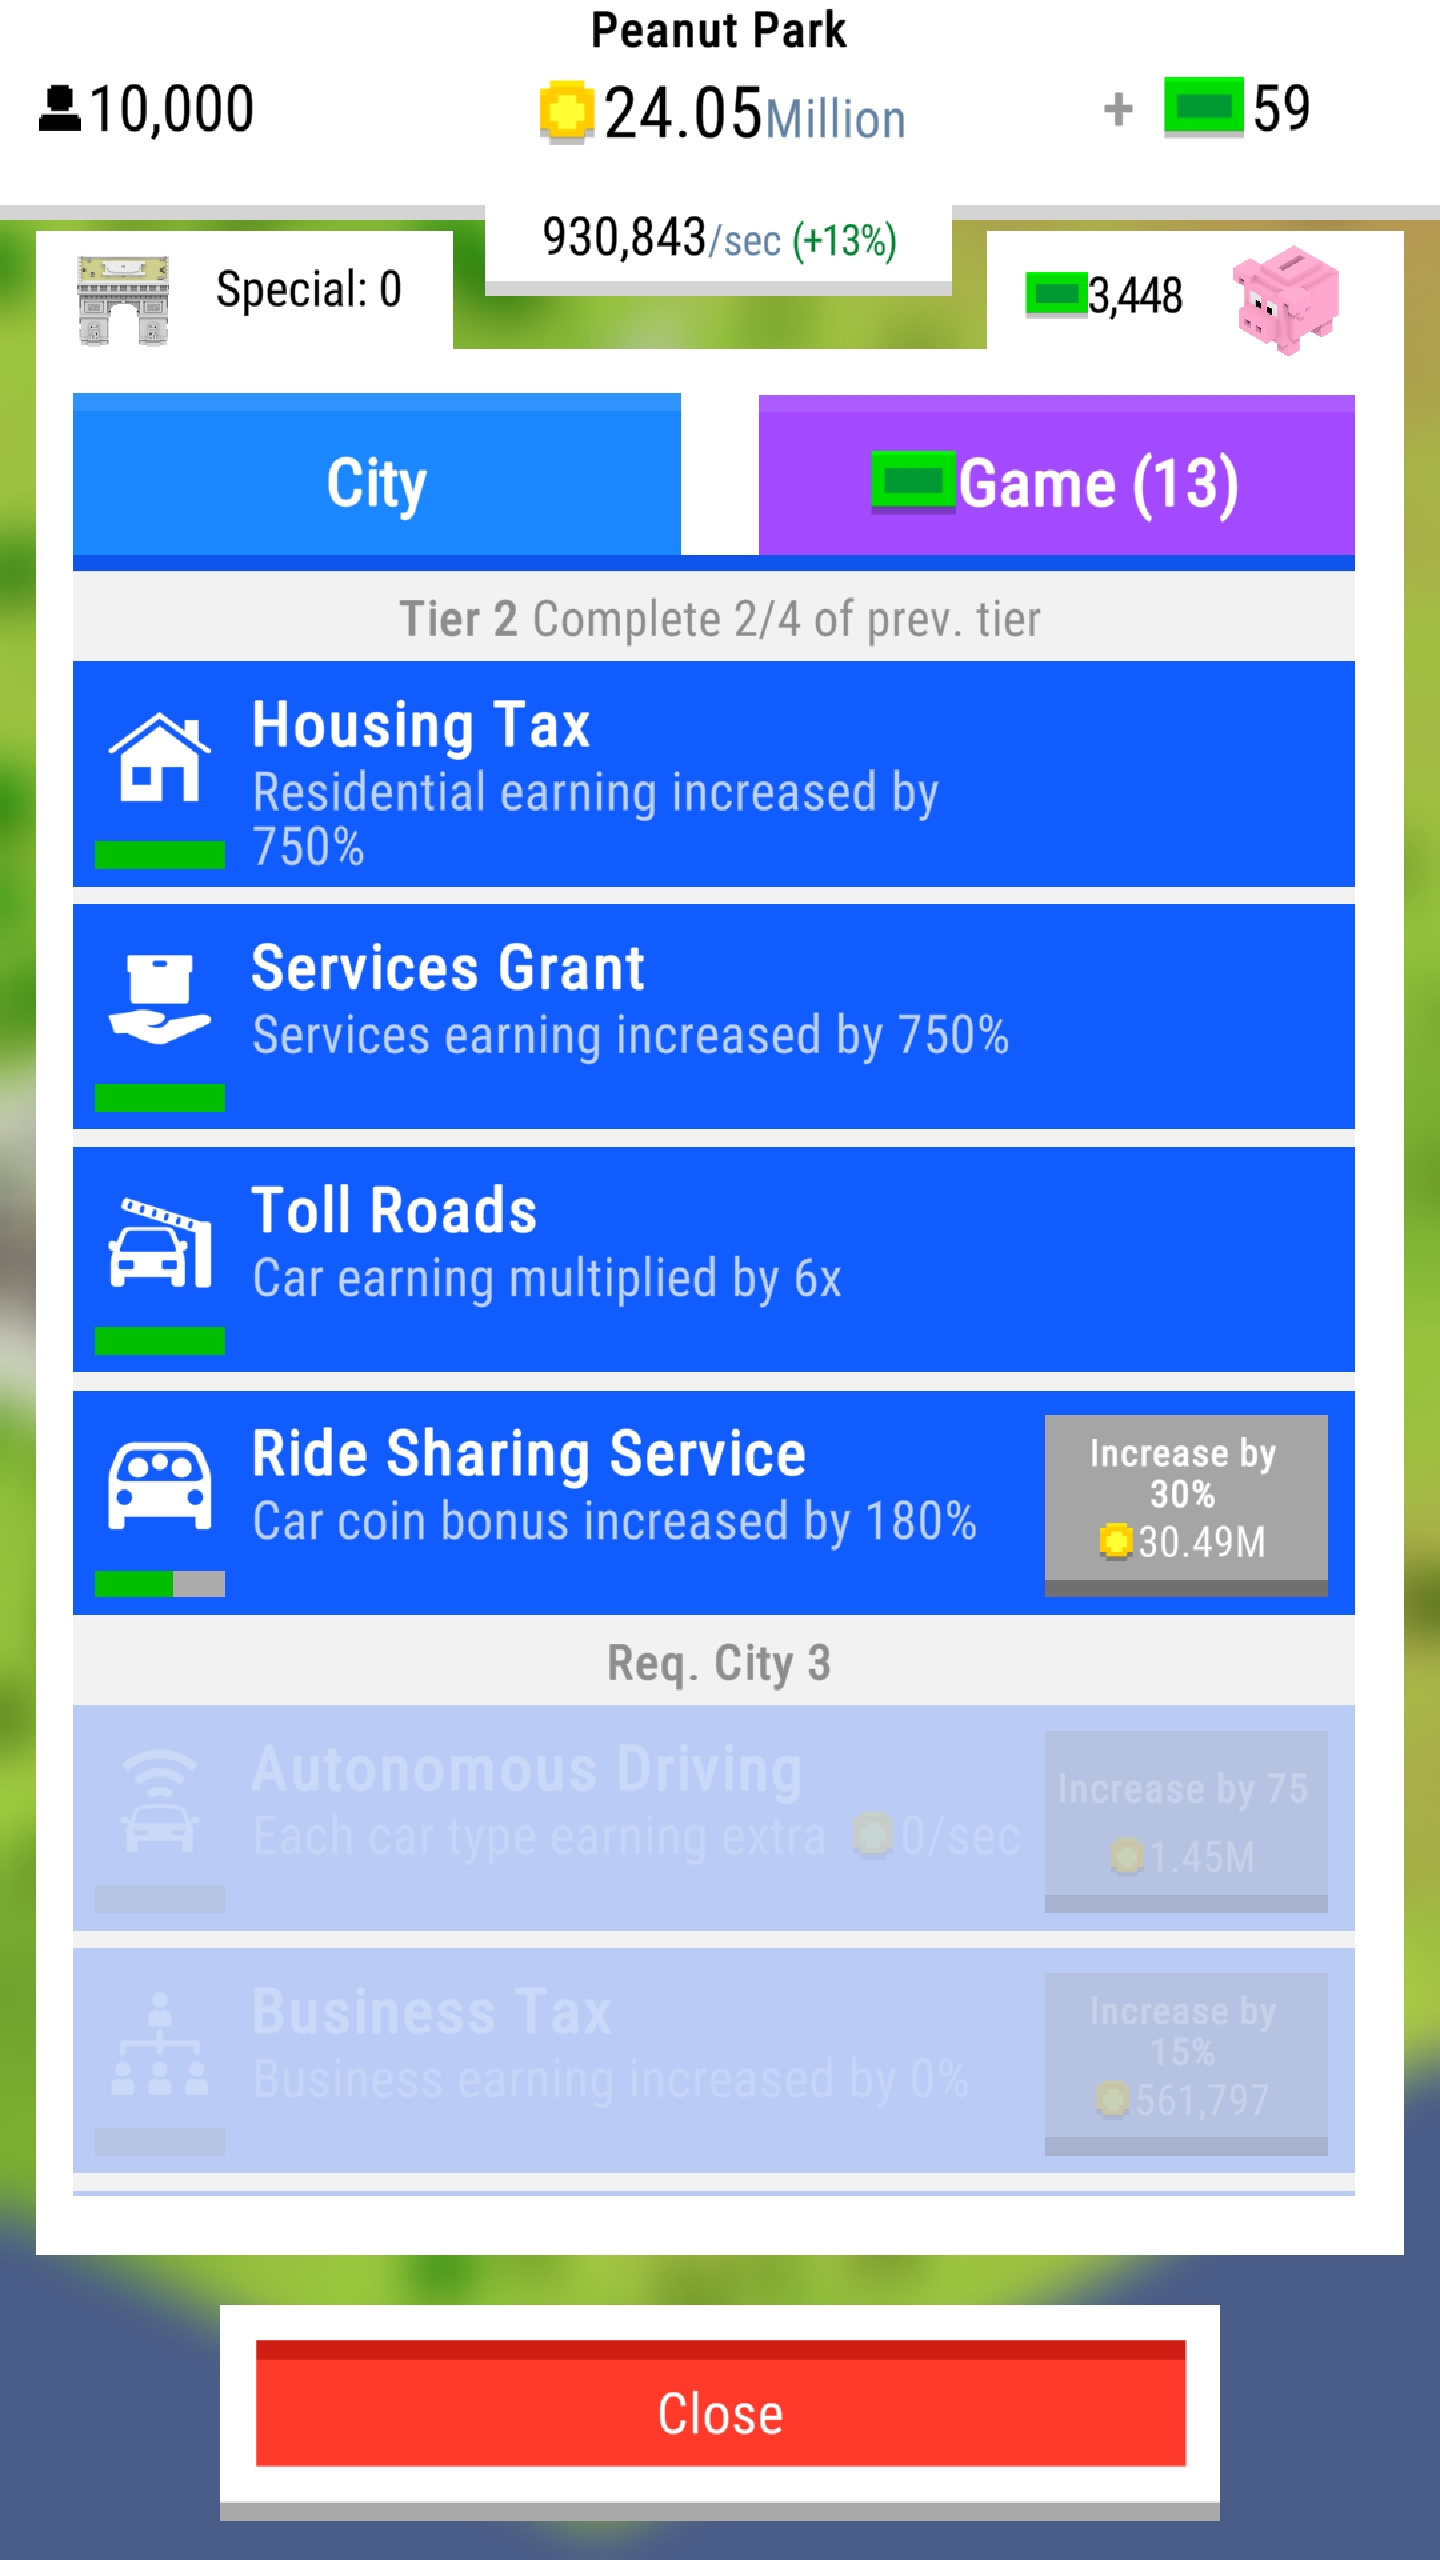 Peanut Park
10,000
24.05Million
+ 59
930,843/sec (+13%)
Special: 0
3,448
City
Game (13)
Tier 2 Complete 2/4 of prev. tier
Housing Tax
Residential earning increased by
750%
Services Grant
Services earning increased by 750%
Toll Roads
Car earning multiplied by 6x
Ride Sharing Service
Car coin bonus increased by 180%
Increase by
30%
30.49M
Req. City 3
Autonomous Driving
Each car type earning extra 0/sec
Increase by 75
1.45M
Business Tax
Business earning increased by 0%
Increase by
15%
561,797
Close